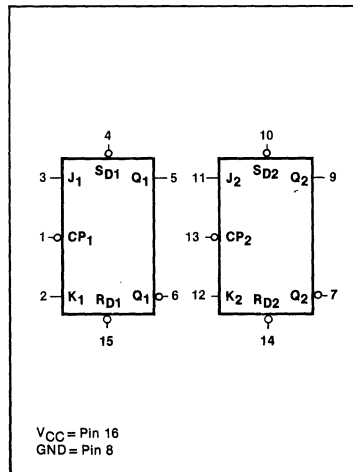 4 10
3 J1 SD1 Q1 5 11 J2 SD2 Q2 9
1 CP1 13 CP2
2 K1 RD1 Q1 6 12 K2 RD2 Q2 7
15 14
VCC = Pin 16
GND = Pin 8